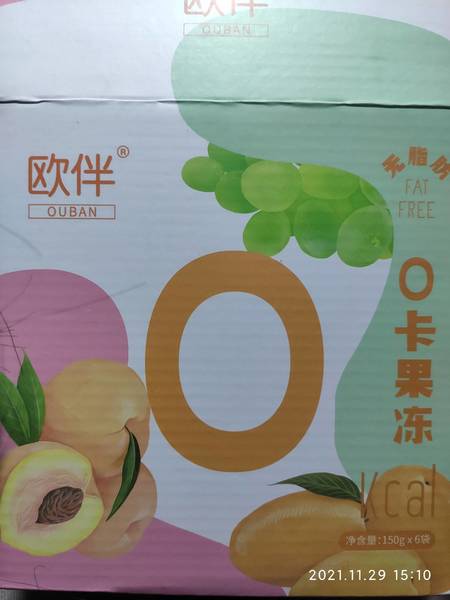 欧伴
OUBAN
欧伴®
OUBAN
无脂肪
FAT
FREE
0
0卡果冻
Kcal
净含量:150g x 6袋
2021.11.29 15:10